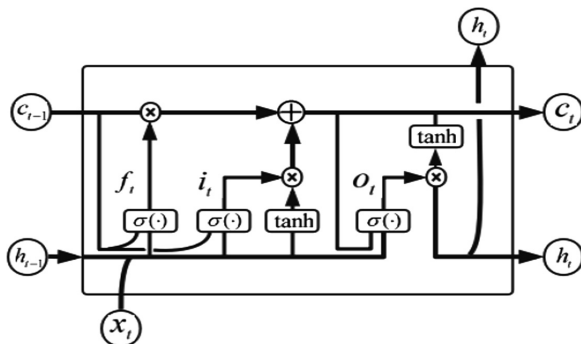 h_t
c_{t-1}
c_t
tanh
f_t
i_t
o_t
σ(·)
σ(·)
tanh
σ(·)
h_{t-1}
h_t
x_t